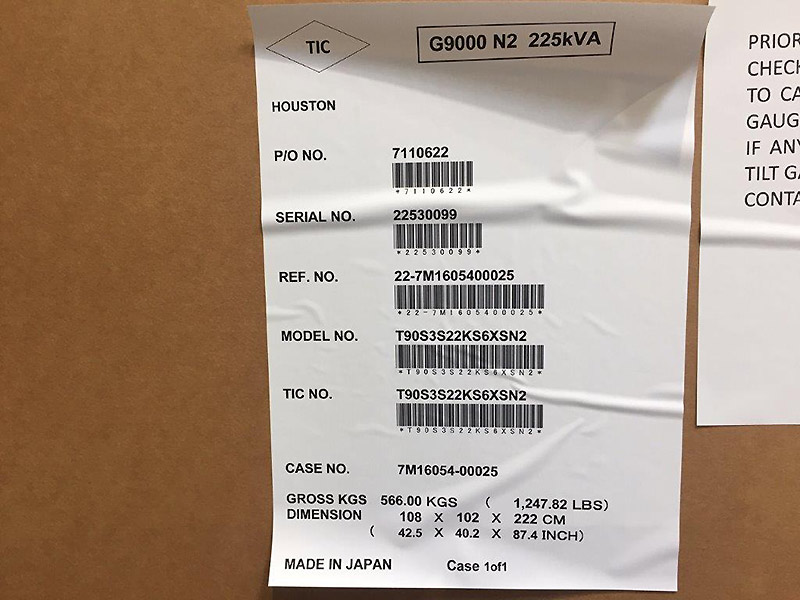 TIC
G9000 N2 225kVA
HOUSTON
P/O NO. 7110622
*7110622*
SERIAL NO. 22530099
*22530099*
REF. NO. 22-7M1605400025
*22-7M1605400025*
MODEL NO. T90S3S22KS6XSN2
*T90S3S22KS6XSN2*
TIC NO. T90S3S22KS6XSN2
*T90S3S22KS6XSN2*
CASE NO. 7M16054-00025
GROSS KGS 566.00 KGS ( 1,247.82 LBS)
DIMENSION 108 X 102 X 222 CM
( 42.5 X 40.2 X 87.4 INCH)
MADE IN JAPAN Case 1of1
PRIOR
CHECK
TO CA
GAUG
IF ANY
TILT GA
CONTA